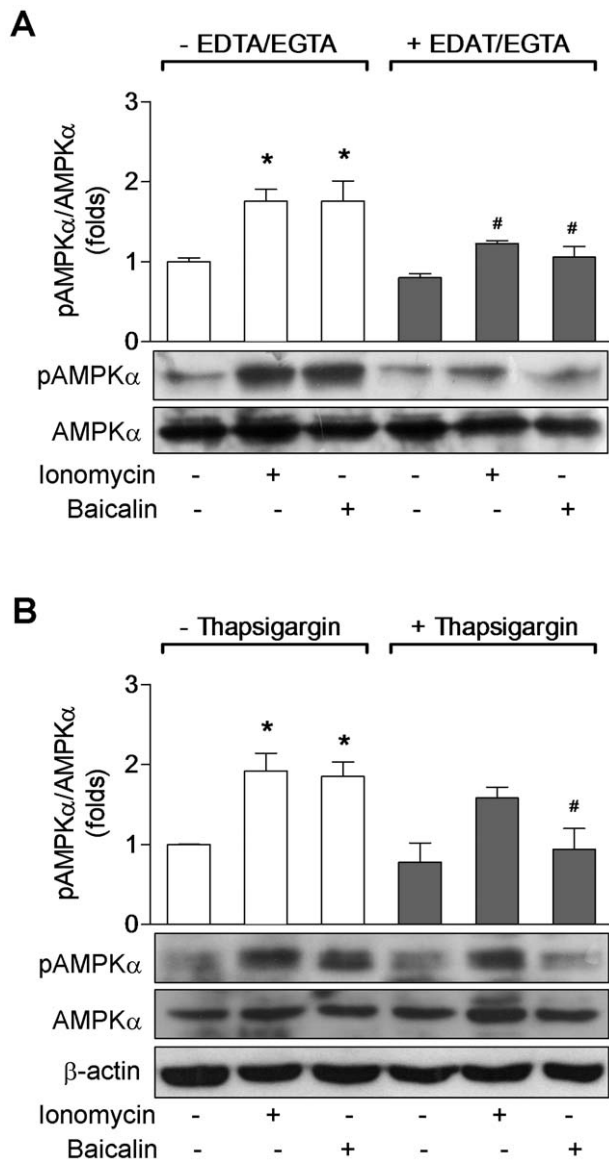 A
- EDTA/EGTA + EDAT/EGTA
pAMPKα/AMPKα
(folds)
3
2
1
0
* * # #
pAMPKα
AMPKα
Ionomycin - + - - + -
Baicalin - - + - - +
B
- Thapsigargin + Thapsigargin
pAMPKα/AMPKα
(folds)
3
2
1
0
* * #
pAMPKα
AMPKα
β-actin
Ionomycin - + - - + -
Baicalin - - + - - +